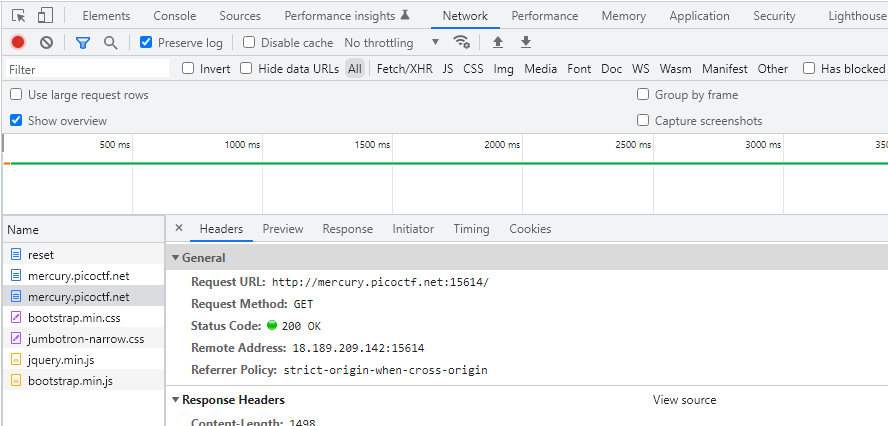 Elements Console Sources Performance insights Network Performance Memory Application Security Lighthouse
Preserve log Disable cache No throttling
Filter Invert Hide data URLs All Fetch/XHR JS CSS Img Media Font Doc WS Wasm Manifest Other Has blocked
Use large request rows Group by frame
Show overview Capture screenshots
500 ms 1000 ms 1500 ms 2000 ms 2500 ms 3000 ms
Name × Headers Preview Response Initiator Timing Cookies
reset
mercury.picoctf.net
mercury.picoctf.net
bootstrap.min.css
jumbotron-narrow.css
jquery.min.js
bootstrap.min.js
General
Request URL: http://mercury.picoctf.net:15614/
Request Method: GET
Status Code: 200 OK
Remote Address: 18.189.209.142:15614
Referrer Policy: strict-origin-when-cross-origin
Response Headers View source
Content-Length: 1498